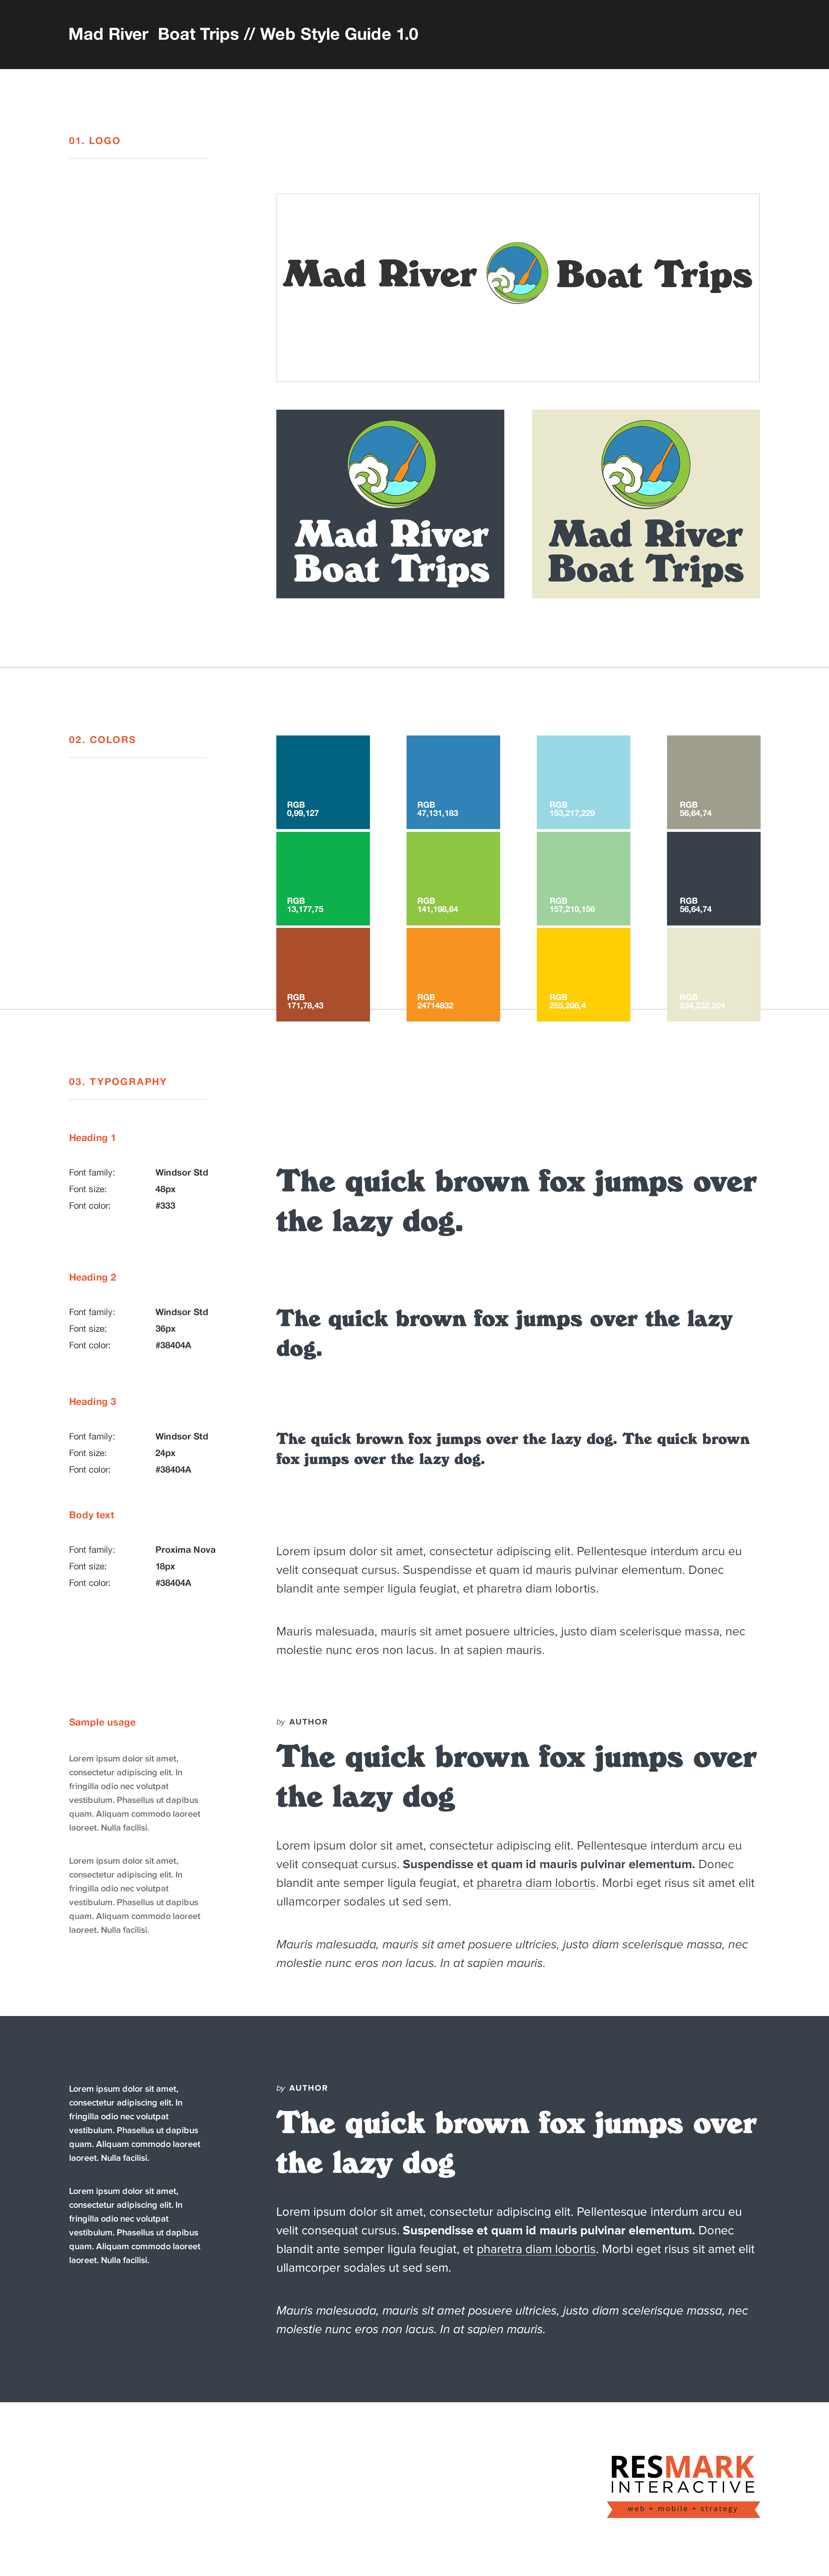 Mad River  Boat Trips // Web Style Guide 1.0
01. LOGO
Mad River Boat Trips
Mad River
Boat Trips
Mad River
Boat Trips
02. COLORS
RGB
0,99,127
RGB
47,131,183
RGB
153,217,229
RGB
56,64,74
RGB
13,177,75
RGB
141,198,64
RGB
157,210,156
RGB
56,64,74
RGB
171,78,43
RGB
24714832
RGB
255,206,4
RGB
234,232,204
03. TYPOGRAPHY
Heading 1
Font family: Windsor Std
Font size: 48px
Font color: #333
The quick brown fox jumps over
the lazy dog.
Heading 2
Font family: Windsor Std
Font size: 36px
Font color: #38404A
The quick brown fox jumps over the lazy
dog.
Heading 3
Font family: Windsor Std
Font size: 24px
Font color: #38404A
The quick brown fox jumps over the lazy dog. The quick brown
fox jumps over the lazy dog.
Body text
Font family: Proxima Nova
Font size: 18px
Font color: #38404A
Lorem ipsum dolor sit amet, consectetur adipiscing elit. Pellentesque interdum arcu eu
velit consequat cursus. Suspendisse et quam id mauris pulvinar elementum. Donec
blandit ante semper ligula feugiat, et pharetra diam lobortis.
Mauris malesuada, mauris sit amet posuere ultricies, justo diam scelerisque massa, nec
molestie nunc eros non lacus. In at sapien mauris.
Sample usage
Lorem ipsum dolor sit amet,
consectetur adipiscing elit. In
fringilla odio nec volutpat
vestibulum. Phasellus ut dapibus
quam. Aliquam commodo laoreet
laoreet. Nulla facilisi.
Lorem ipsum dolor sit amet,
consectetur adipiscing elit. In
fringilla odio nec volutpat
vestibulum. Phasellus ut dapibus
quam. Aliquam commodo laoreet
laoreet. Nulla facilisi.
by AUTHOR
The quick brown fox jumps over
the lazy dog
Lorem ipsum dolor sit amet, consectetur adipiscing elit. Pellentesque interdum arcu eu
velit consequat cursus. Suspendisse et quam id mauris pulvinar elementum. Donec
blandit ante semper ligula feugiat, et pharetra diam lobortis. Morbi eget risus sit amet elit
ullamcorper sodales ut sed sem.
Mauris malesuada, mauris sit amet posuere ultricies, justo diam scelerisque massa, nec
molestie nunc eros non lacus. In at sapien mauris.
Lorem ipsum dolor sit amet,
consectetur adipiscing elit. In
fringilla odio nec volutpat
vestibulum. Phasellus ut dapibus
quam. Aliquam commodo laoreet
laoreet. Nulla facilisi.
Lorem ipsum dolor sit amet,
consectetur adipiscing elit. In
fringilla odio nec volutpat
vestibulum. Phasellus ut dapibus
quam. Aliquam commodo laoreet
laoreet. Nulla facilisi.
by AUTHOR
The quick brown fox jumps over
the lazy dog
Lorem ipsum dolor sit amet, consectetur adipiscing elit. Pellentesque interdum arcu eu
velit consequat cursus. Suspendisse et quam id mauris pulvinar elementum. Donec
blandit ante semper ligula feugiat, et pharetra diam lobortis. Morbi eget risus sit amet elit
ullamcorper sodales ut sed sem.
Mauris malesuada, mauris sit amet posuere ultricies, justo diam scelerisque massa, nec
molestie nunc eros non lacus. In at sapien mauris.
RESMARK
INTERACTIVE
web + mobile + strategy